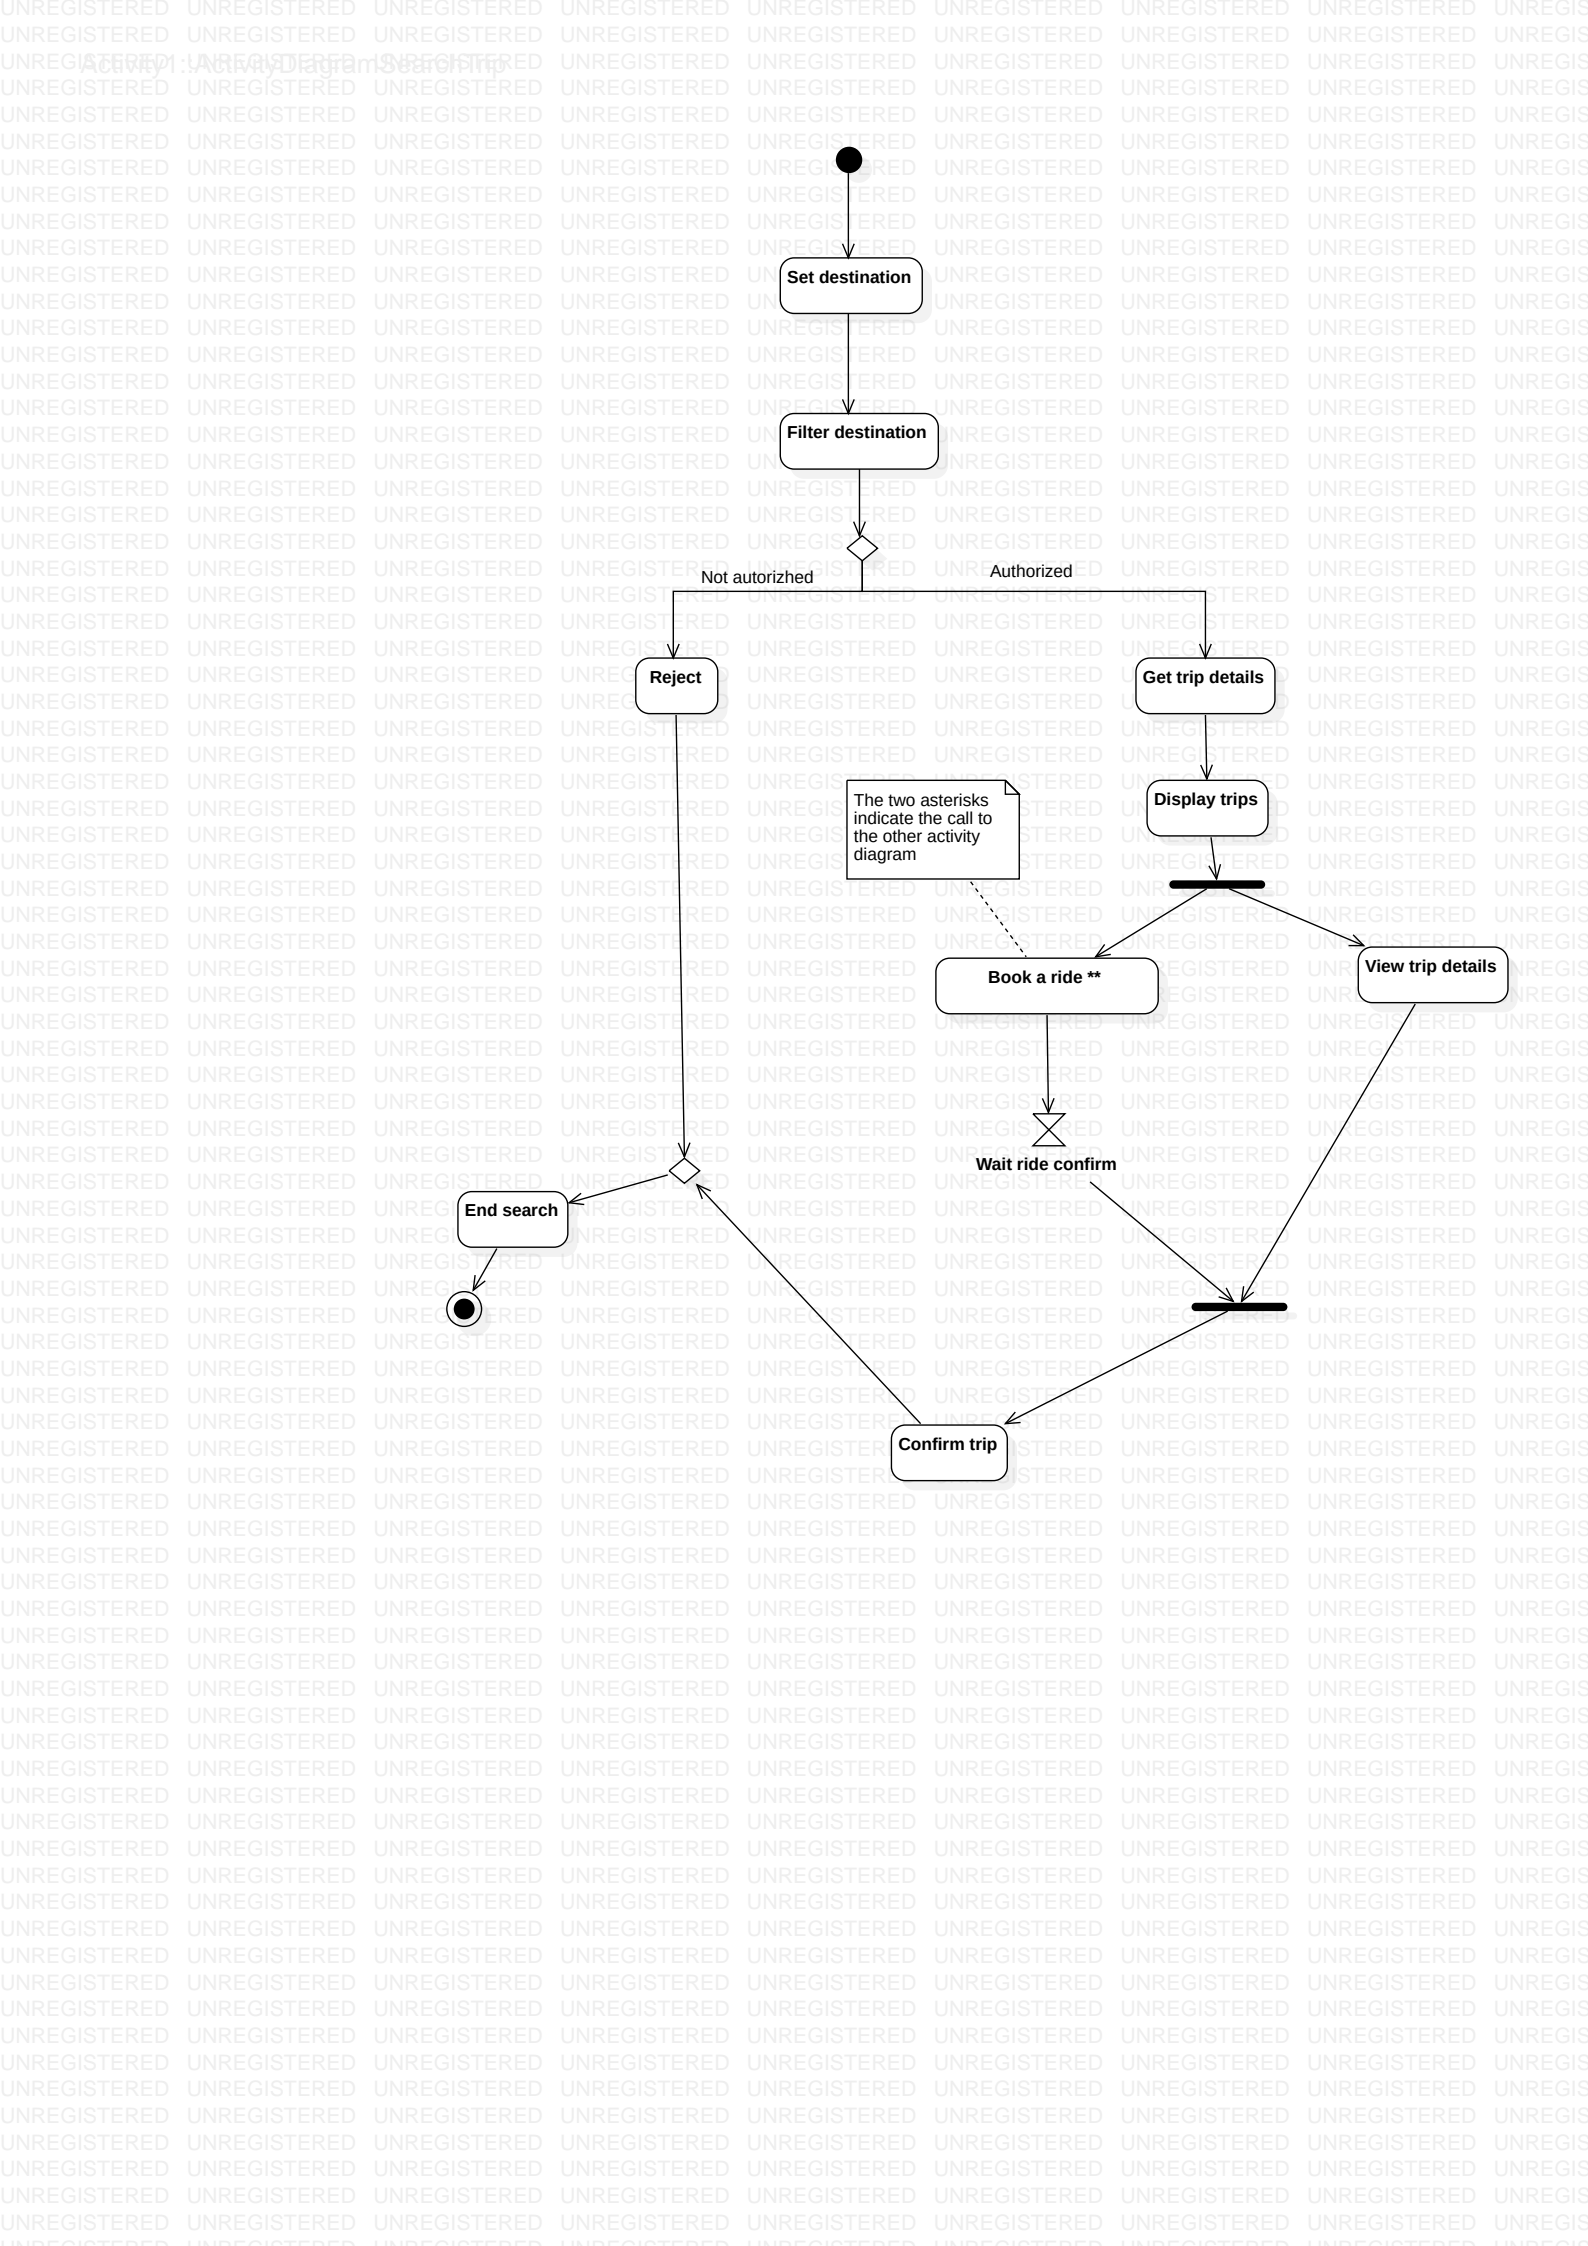 Activity1::ActivityDiagramSearchTrip
Set destination
Filter destination
Not autorizhed
Authorized
Reject
Get trip details
Display trips
The two asterisks
indicate the call to
the other activity
diagram
Book a ride **
View trip details
Wait ride confirm
End search
Confirm trip
UNREGISTERED